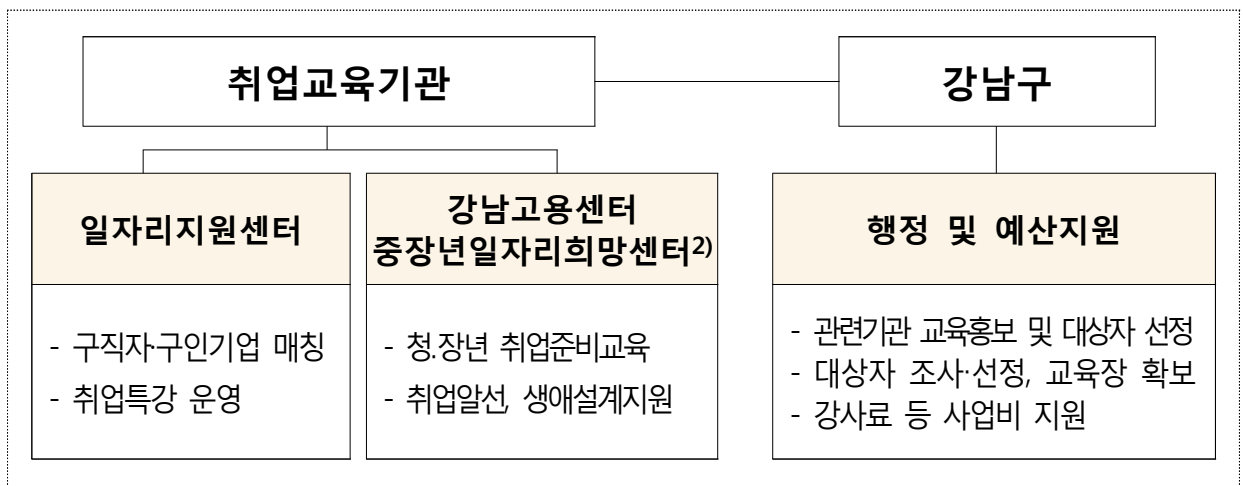 취업교육기관
강남구
일자리지원센터
- 구직자·구인기업 매칭
- 취업특강 운영
강남고용센터
중장년일자리희망센터2)
- 청.장년 취업준비교육
- 취업알선, 생애설계지원
행정 및 예산지원
- 관련기관 교육홍보 및 대상자 선정
- 대상자 조사·선정, 교육장 확보
- 강사료 등 사업비 지원